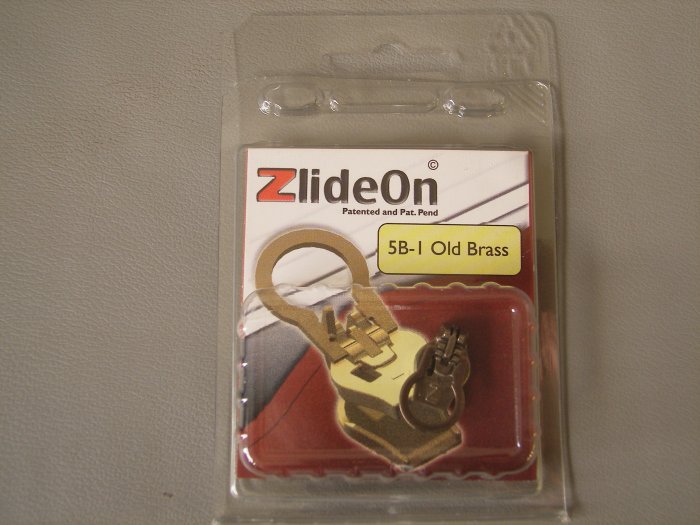 ZlideOn ©
Patented and Pat. Pend
5B-1 Old Brass